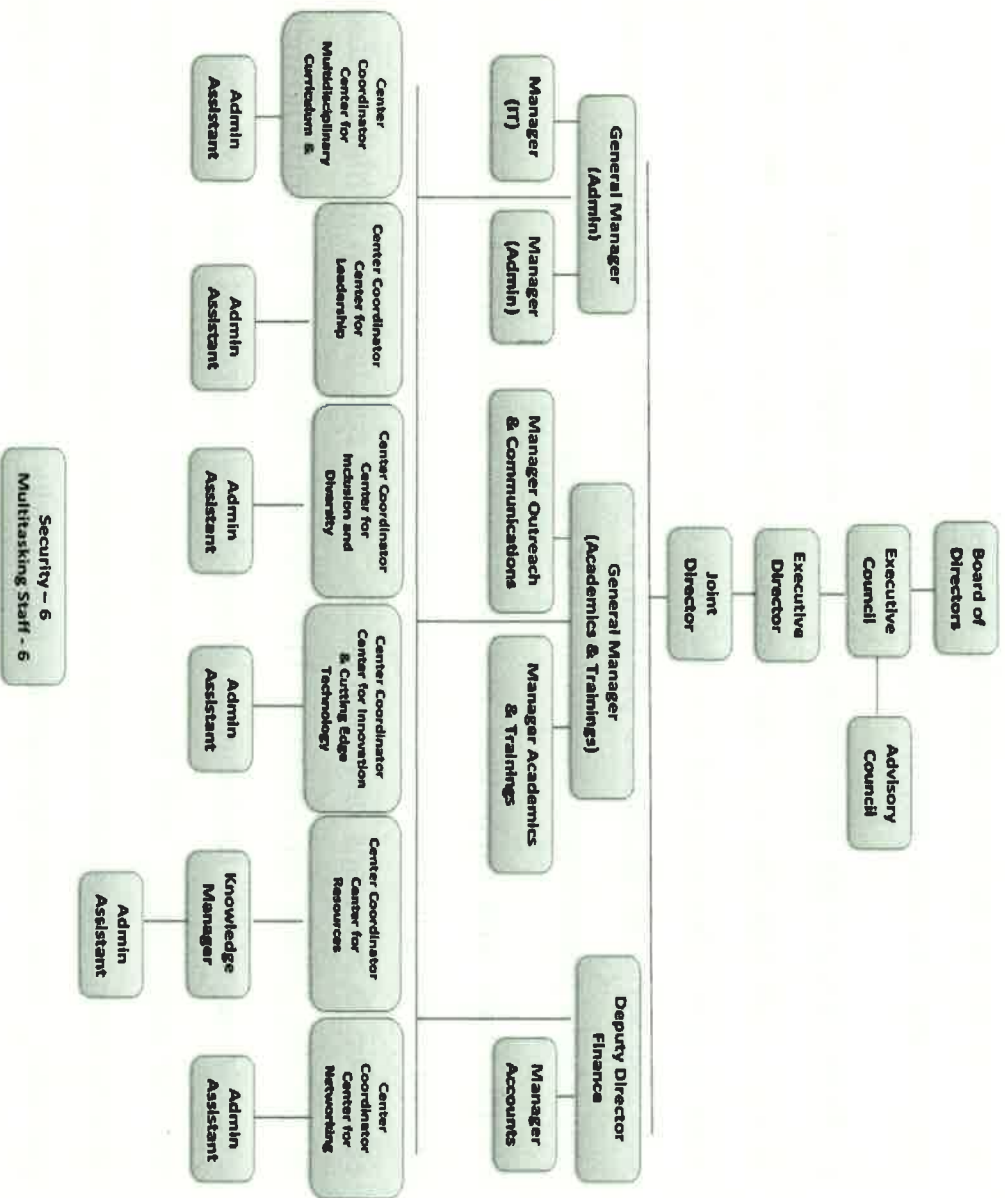 Board of
Directors
Executive
Council
Advisory
Council
Executive
Director
Joint
Director
General Manager
(Admin)
General Manager
(Academics & Trainings)
Deputy Director
Finance
Manager
(IT)
Manager
(Admin)
Manager Outreach
& Communications
Manager Academics
& Trainings
Manager
Accounts
Center
Coordinator
Center for
Multidisciplinary
Curriculum &
Center Coordinator
Center for
Leadership
Center Coordinator
Center for
Inclusion and
Diversity
Center Coordinator
Center for Innovation
& Cutting Edge
Technology
Center Coordinator
Center for
Resources
Center
Coordinator
Center for
Networking
Admin
Assistant
Admin
Assistant
Admin
Assistant
Admin
Assistant
Knowledge
Manager
Admin
Assistant
Admin
Assistant
Security – 6
Multitasking Staff - 6